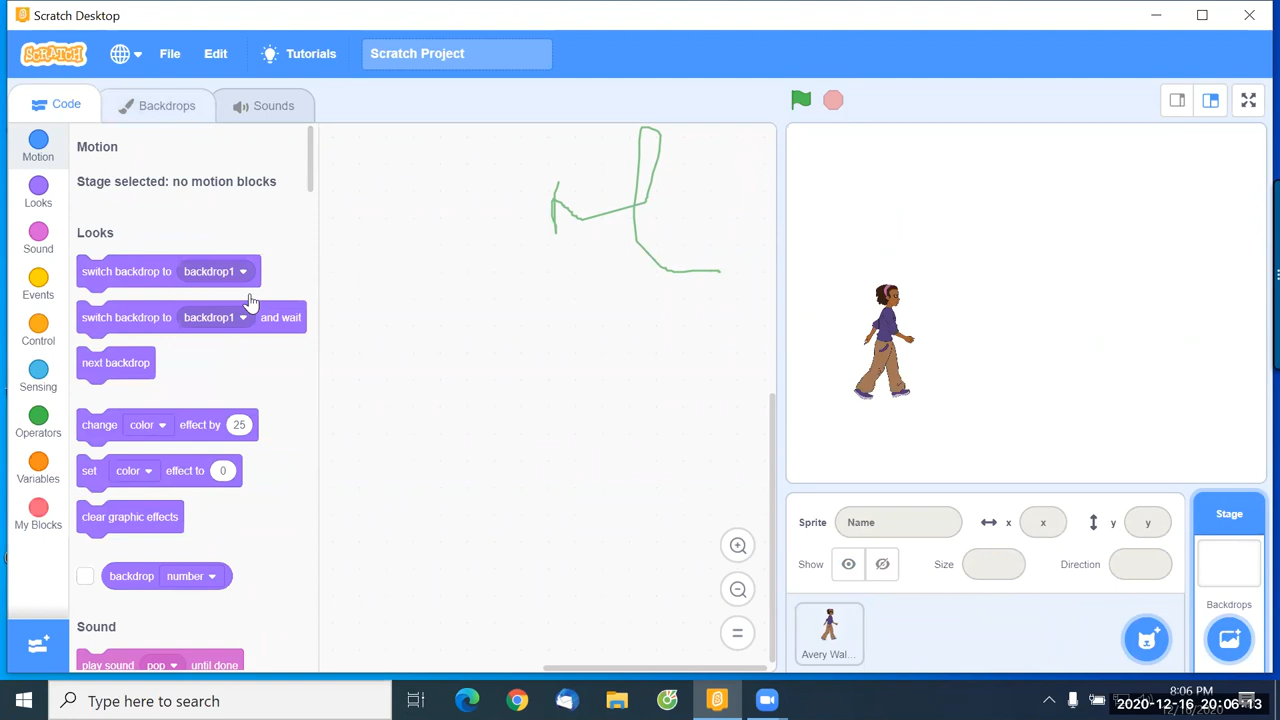 Scratch Desktop
SCRATCH File Edit Tutorials Scratch Project
Code Backdrops Sounds
Motion
Looks
Sound
Events
Control
Sensing
Operators
Variables
My Blocks
Motion
Stage selected: no motion blocks
Looks
switch backdrop to backdrop1
switch backdrop to backdrop1 and wait
next backdrop
change color effect by 25
set color effect to 0
clear graphic effects
backdrop number
Sound
play sound pop until done
Sprite Name x x y y
Show Size Direction
Avery Wal...
Stage
Backdrops
Type here to search
8:06 PM
2020-12-16 20:06:13